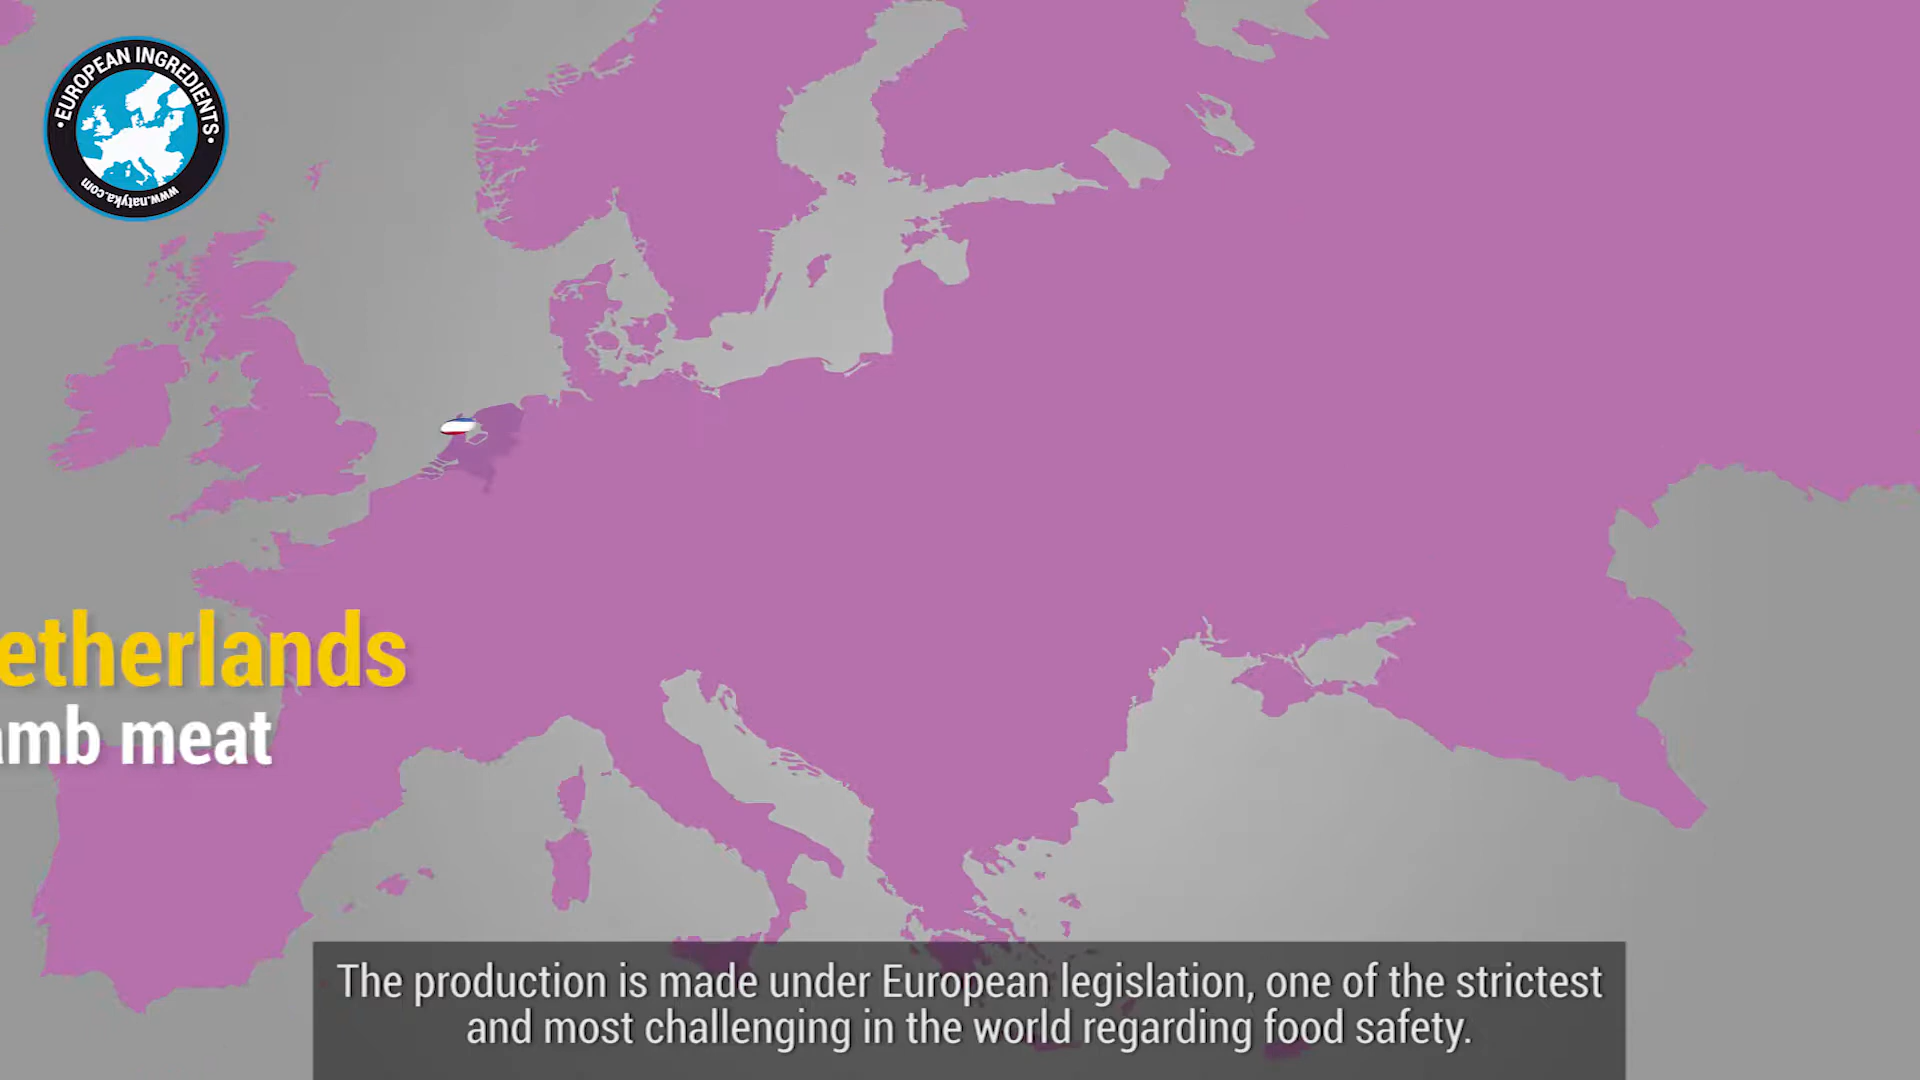 •EUROPEAN INGREDIENTS•
www.natyka.com
etherlands
amb meat
The production is made under European legislation, one of the strictest
and most challenging in the world regarding food safety.